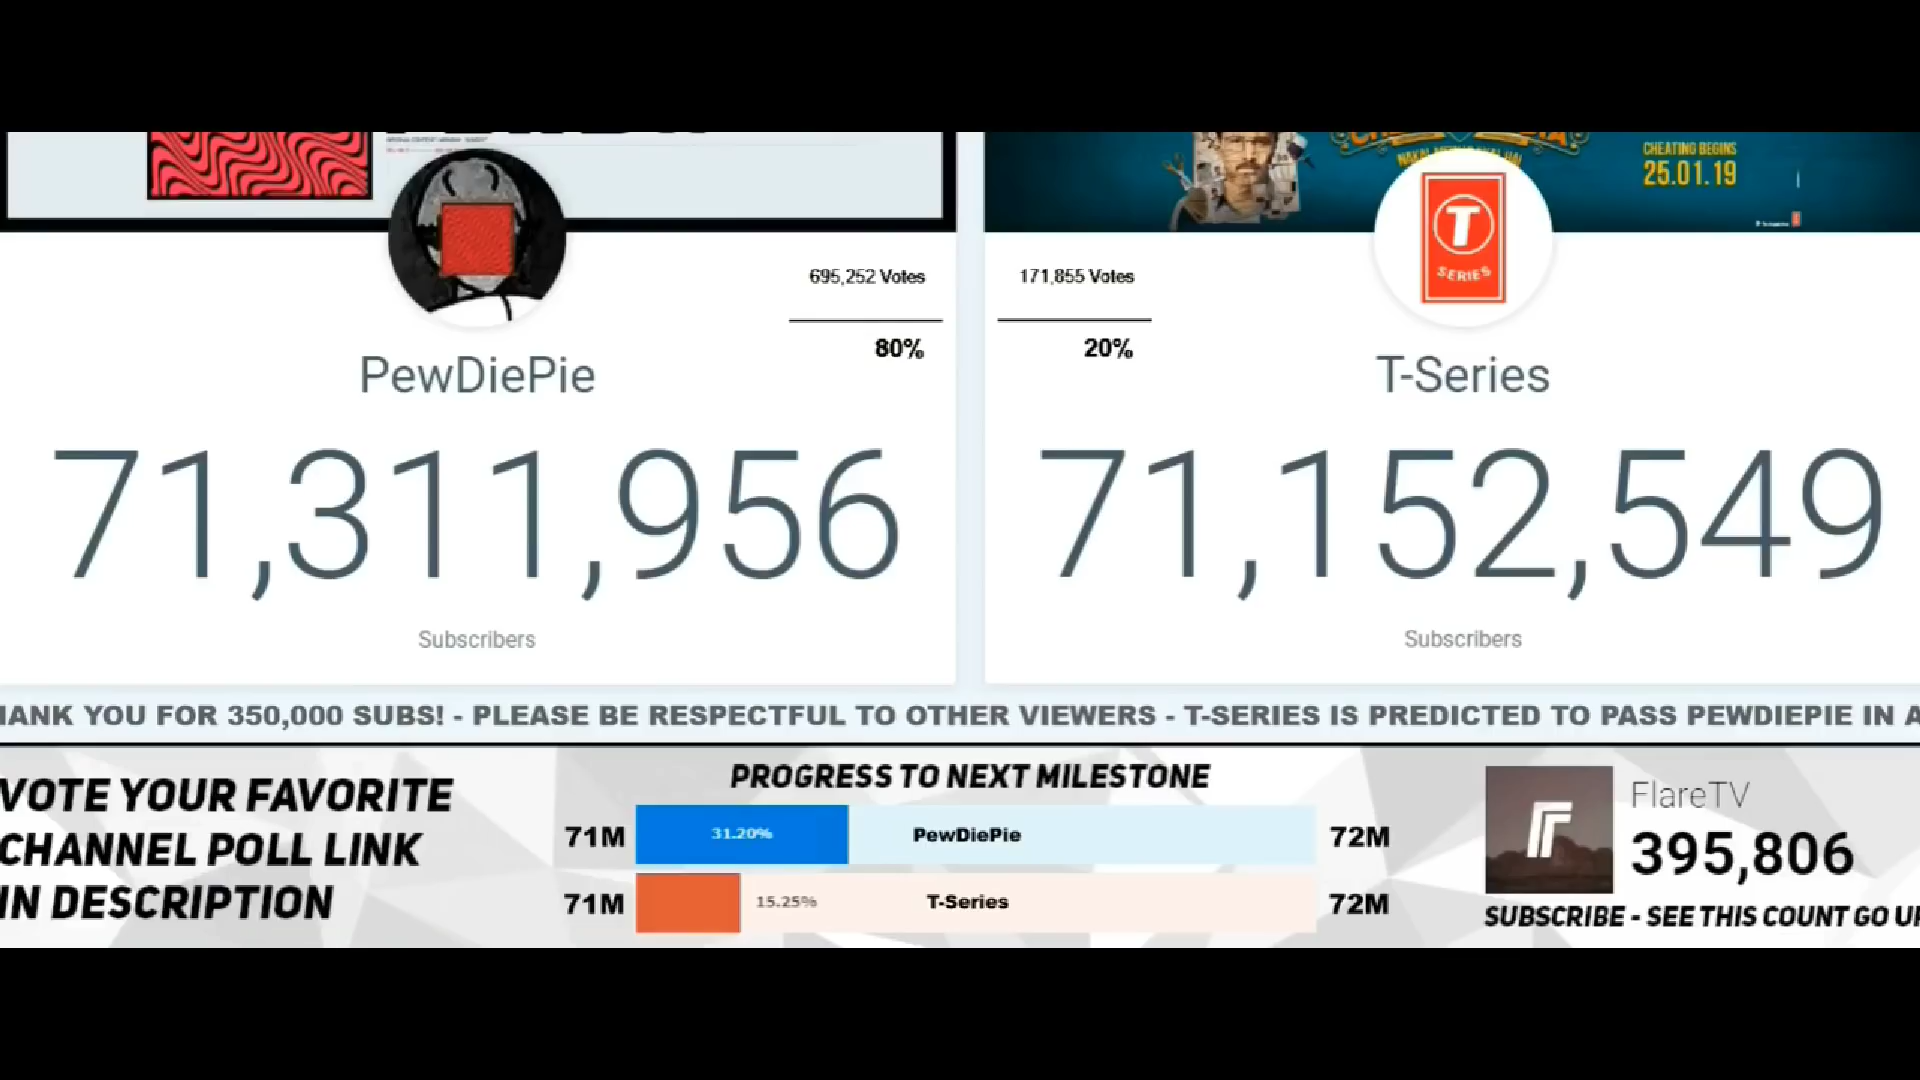 CHEATING BEGINS
25.01.19
T
SERIES
695,252 Votes
80%
171,855 Votes
20%
PewDiePie
T-Series
71,311,956
71,152,549
Subscribers
Subscribers
HANK YOU FOR 350,000 SUBS! - PLEASE BE RESPECTFUL TO OTHER VIEWERS - T-SERIES IS PREDICTED TO PASS PEWDIEPIE IN A
VOTE YOUR FAVORITE
CHANNEL POLL LINK
IN DESCRIPTION
PROGRESS TO NEXT MILESTONE
71M 31.20% PewDiePie 72M
71M 15.25% T-Series 72M
FlareTV
395,806
SUBSCRIBE - SEE THIS COUNT GO UP